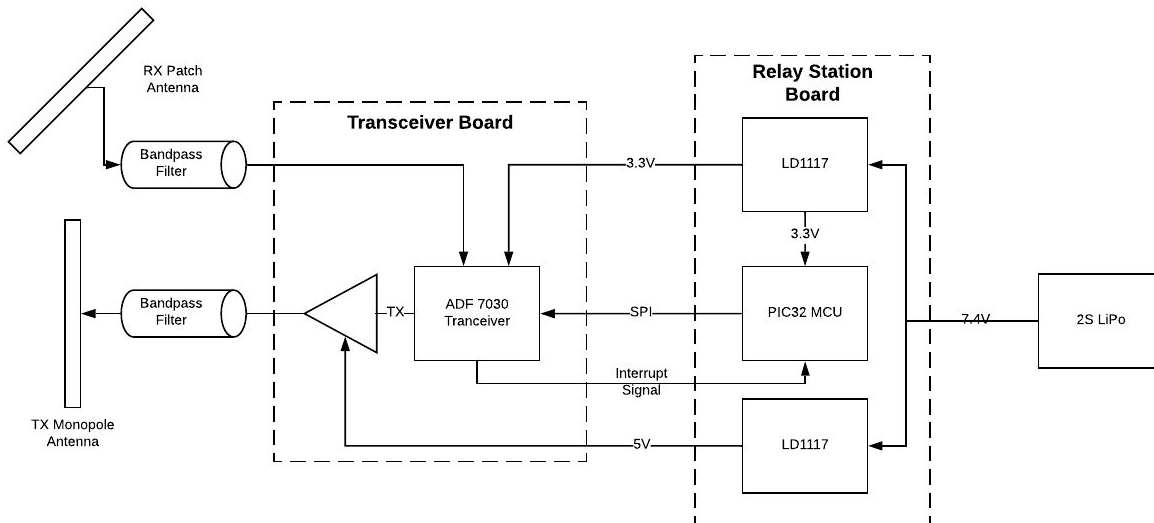 RX Patch
Antenna
Relay Station
Board
Transceiver Board
Bandpass
Filter
3.3V
LD1117
3.3V
Bandpass
Filter
TX
ADF 7030
Tranceiver
SPI
PIC32 MCU
7.4V
2S LiPo
Interrupt
Signal
TX Monopole
Antenna
5V
LD1117